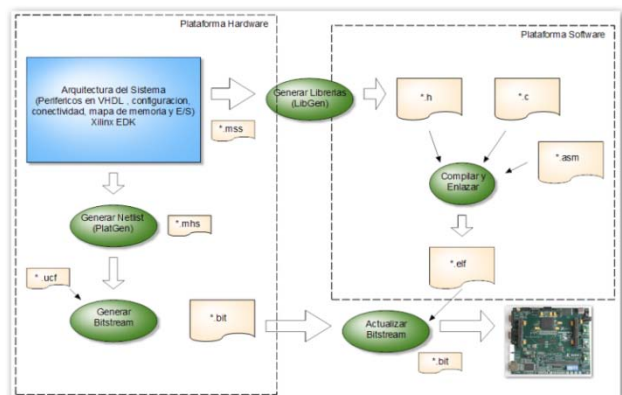 Plataforma Hardware
Plataforma Software
Arquitectura del Sistema
(Perifericos en VHDL , configuracion,
conectividad, mapa de memoria y E/S)
Xilinx EDK
*.mss
Generar Librerias
(LibGen)
*.h
*.c
*.asm
Compilar y
Enlazar
Generar Netlist
(PlatGen)
*.mhs
*.elf
*.ucf
Generar
Bitstream
*.bit
Actualizar
Bitstream
*.bit